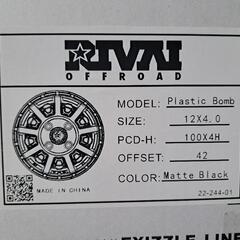 RIVAI
OFFROAD
MODEL: Plastic Bomb
SIZE: 12X4.0
PCD-H: 100X4H
OFFSET: 42
COLOR: Matte Black
MADE IN CHINA
22-244-01